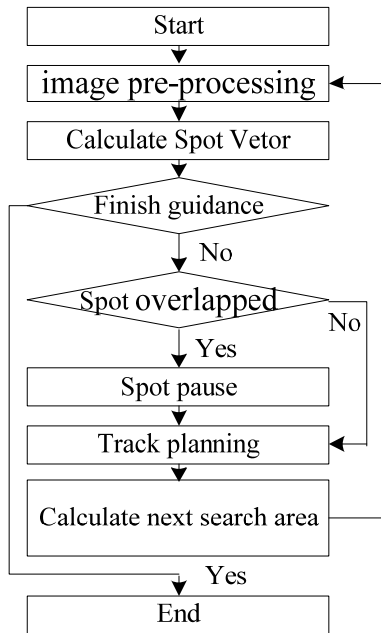 Start
image pre-processing
Calculate Spot Vetor
Finish guidance
No
Spot overlapped
No
Yes
Spot pause
Track planning
Calculate next search area
Yes
End